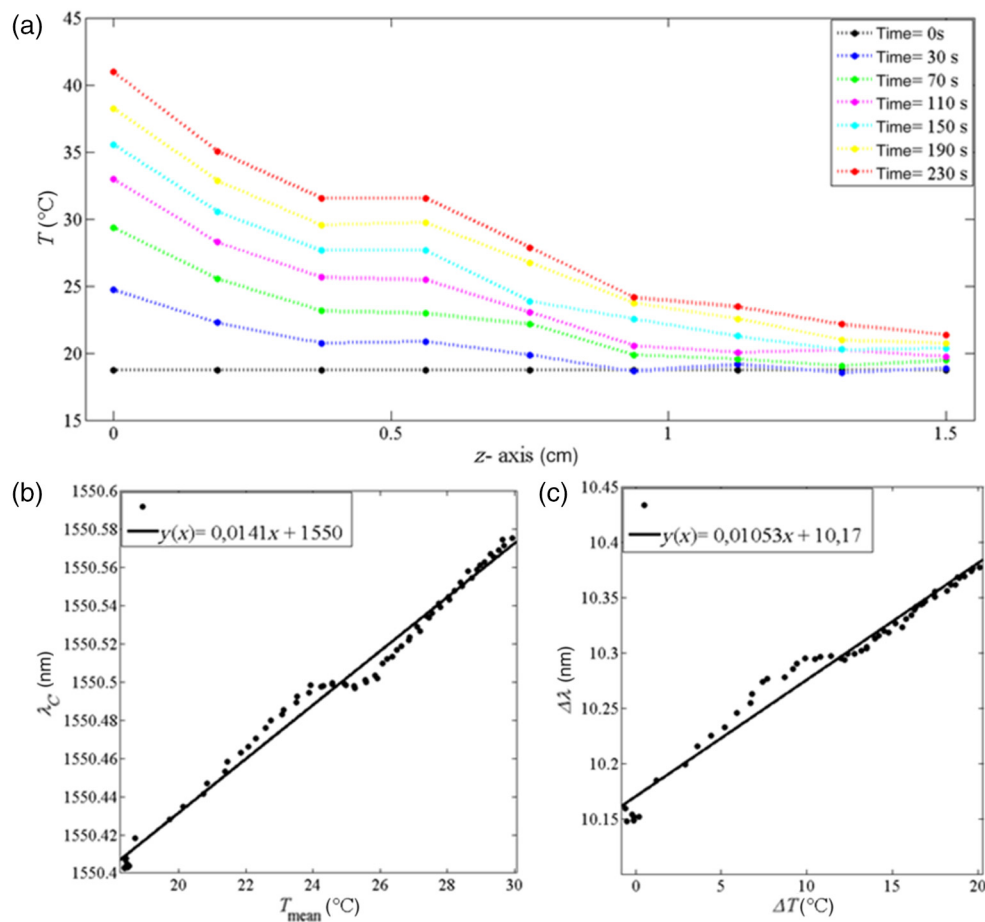 (a)
45
40
35
30
25
20
15
T (°C)
0
0.5
1
1.5
z- axis (cm)
Time= 0s
Time= 30 s
Time= 70 s
Time= 110 s
Time= 150 s
Time= 190 s
Time= 230 s
(b)
1550.6
1550.58
1550.56
1550.54
1550.52
1550.5
1550.48
1550.46
1550.44
1550.42
1550.4
λC (nm)
y(x)= 0,0141x + 1550
20
22
24
26
28
30
Tmean (°C)
(c)
10.45
10.4
10.35
10.3
10.25
10.2
10.15
10.1
Δλ (nm)
y(x)= 0,01053x + 10,17
0
5
10
15
20
ΔT(°C)